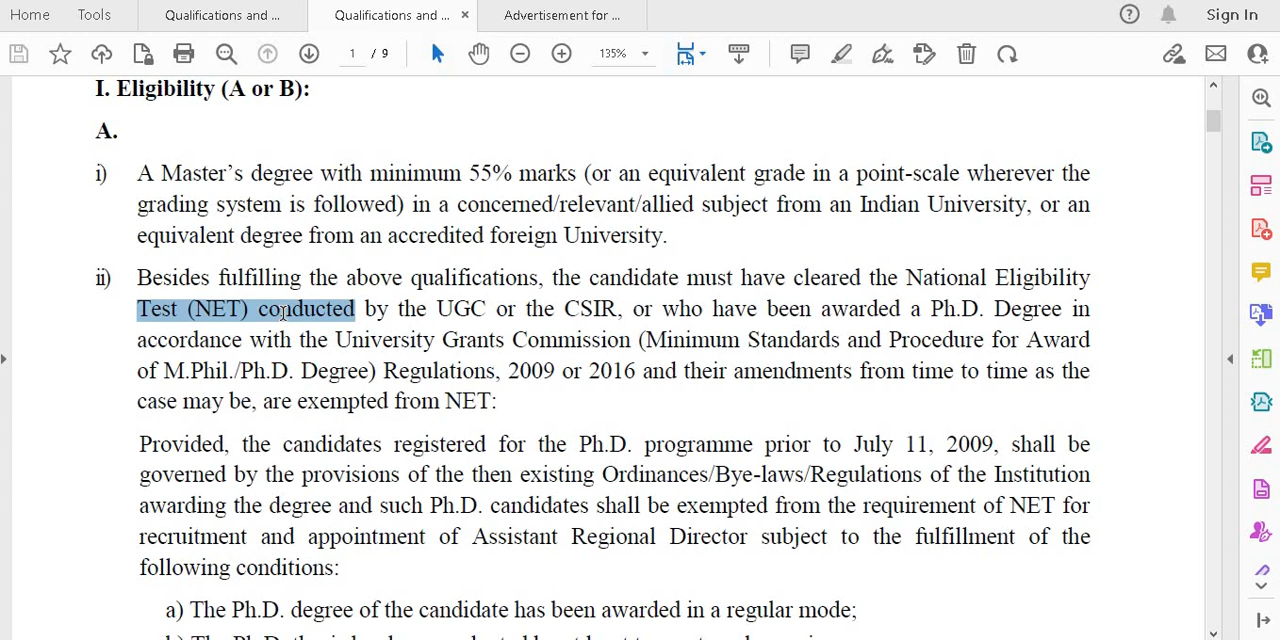 Home Tools Qualifications and ... Qualifications and ... × Advertisement for ... Sign In
1 / 9 135%
I. Eligibility (A or B):
A.
i) A Master’s degree with minimum 55% marks (or an equivalent grade in a point-scale wherever the
grading system is followed) in a concerned/relevant/allied subject from an Indian University, or an
equivalent degree from an accredited foreign University.
ii) Besides fulfilling the above qualifications, the candidate must have cleared the National Eligibility
Test (NET) conducted by the UGC or the CSIR, or who have been awarded a Ph.D. Degree in
accordance with the University Grants Commission (Minimum Standards and Procedure for Award
of M.Phil./Ph.D. Degree) Regulations, 2009 or 2016 and their amendments from time to time as the
case may be, are exempted from NET:
Provided, the candidates registered for the Ph.D. programme prior to July 11, 2009, shall be
governed by the provisions of the then existing Ordinances/Bye-laws/Regulations of the Institution
awarding the degree and such Ph.D. candidates shall be exempted from the requirement of NET for
recruitment and appointment of Assistant Regional Director subject to the fulfillment of the
following conditions:
a) The Ph.D. degree of the candidate has been awarded in a regular mode;